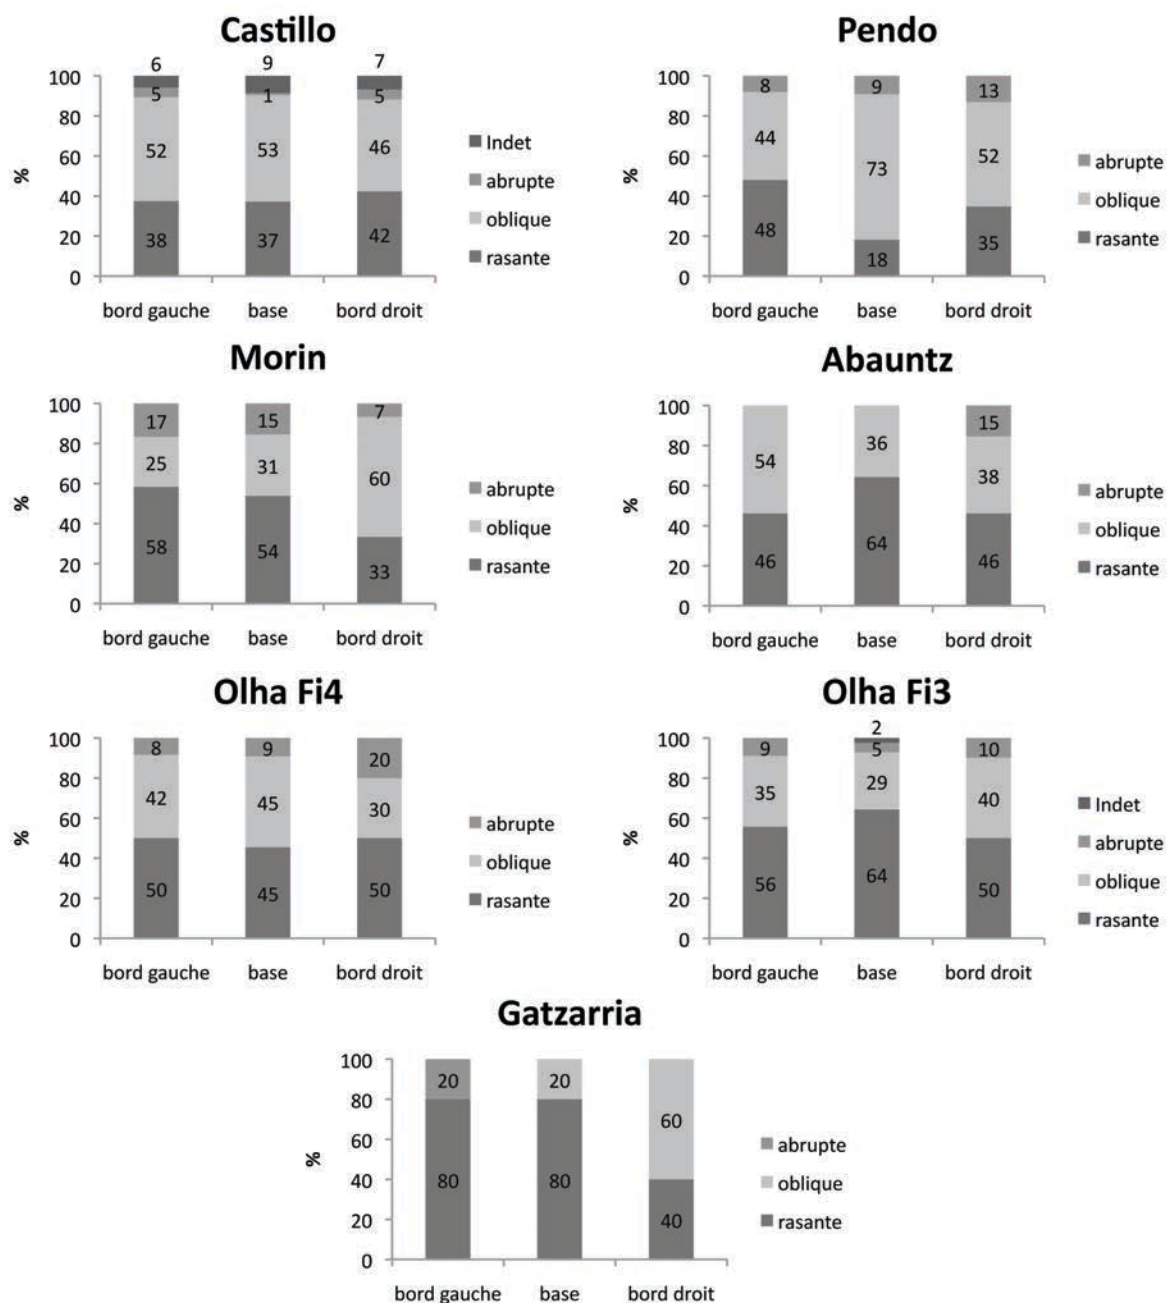 Castillo
6 9 7
100
80
60
40
20
0
%
5 1 5
52 53 46
38 37 42
bord gauche base bord droit
Indet
abrupte
oblique
rasante
Pendo
100
80
60
40
20
0
%
8 9 13
44 73 52
48 18 35
bord gauche base bord droit
abrupte
oblique
rasante
Morin
100
80
60
40
20
0
%
17 15 7
25 31 60
58 54 33
bord gauche base bord droit
abrupte
oblique
rasante
Abauntz
100
80
60
40
20
0
%
15
54 36 38
46 64 46
bord gauche base bord droit
abrupte
oblique
rasante
Olha Fi4
100
80
60
40
20
0
%
8 9 20
42 45 30
50 45 50
bord gauche base bord droit
abrupte
oblique
rasante
Olha Fi3
2
100
80
60
40
20
0
%
9 5 10
35 29 40
56 64 50
bord gauche base bord droit
Indet
abrupte
oblique
rasante
Gatzarria
100
80
60
40
20
0
%
20 20 60
80 80 40
bord gauche base bord droit
abrupte
oblique
rasante